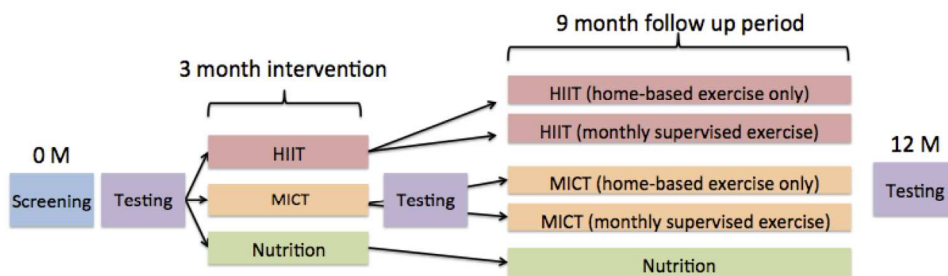 9 month follow up period
3 month intervention
HIIT (home-based exercise only)
HIIT (monthly supervised exercise)
0 M
HIIT
12 M
Screening
Testing
MICT
Testing
MICT (home-based exercise only)
MICT (monthly supervised exercise)
Testing
Nutrition
Nutrition